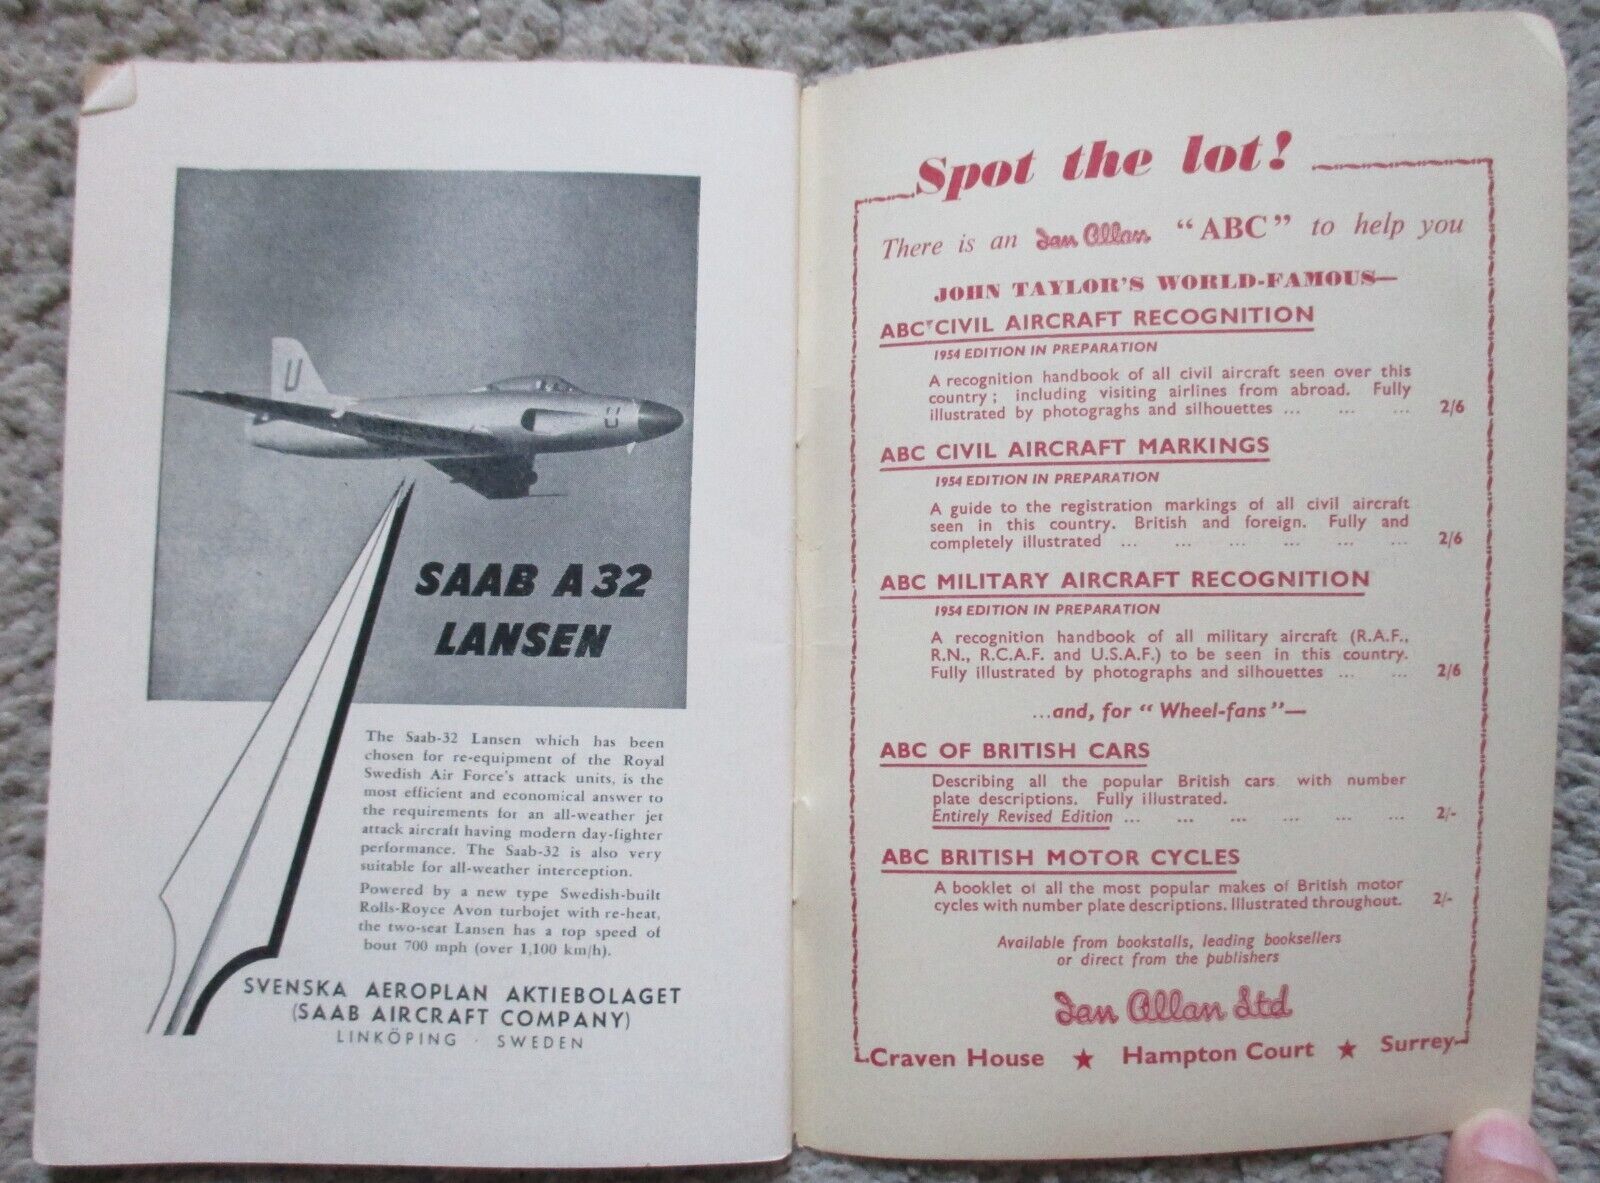 U
U
SAAB A 32
LANSEN
The Saab-32 Lansen which has been
chosen for re-equipment of the Royal
Swedish Air Force's attack units, is the
most efficient and economical answer to
the requirements for an all-weather jet
attack aircraft having modern day-fighter
performance. The Saab-32 is also very
suitable for all-weather interception.
Powered by a new type Swedish-built
Rolls-Royce Avon turbojet with re-heat,
the two-seat Lansen has a top speed of
bout 700 mph (over 1,100 km/h).
SVENSKA AEROPLAN AKTIEBOLAGET
(SAAB AIRCRAFT COMPANY)
LINKÖPING · SWEDEN
Spot the lot!
There is an Ian Allan "ABC" to help you
JOHN TAYLOR'S WORLD-FAMOUS—
ABC CIVIL AIRCRAFT RECOGNITION
1954 EDITION IN PREPARATION
A recognition handbook of all civil aircraft seen over this
country; including visiting airlines from abroad. Fully
illustrated by photograghs and silhouettes ... ... ... 2/6
ABC CIVIL AIRCRAFT MARKINGS
1954 EDITION IN PREPARATION
A guide to the registration markings of all civil aircraft
seen in this country. British and foreign. Fully and
completely illustrated ... ... ... ... ... ... 2/6
ABC MILITARY AIRCRAFT RECOGNITION
1954 EDITION IN PREPARATION
A recognition handbook of all military aircraft (R.A.F.,
R.N., R.C.A.F. and U.S.A.F.) to be seen in this country.
Fully illustrated by photographs and silhouettes ... ... 2/6
...and, for "Wheel-fans"—
ABC OF BRITISH CARS
Describing all the popular British cars with number
plate descriptions. Fully illustrated.
Entirely Revised Edition ... ... ... ... ... ... 2/-
ABC BRITISH MOTOR CYCLES
A booklet of all the most popular makes of British motor
cycles with number plate descriptions. Illustrated throughout. 2/-
Available from bookstalls, leading booksellers
or direct from the publishers
Ian Allan Ltd
Craven House ★ Hampton Court ★ Surrey